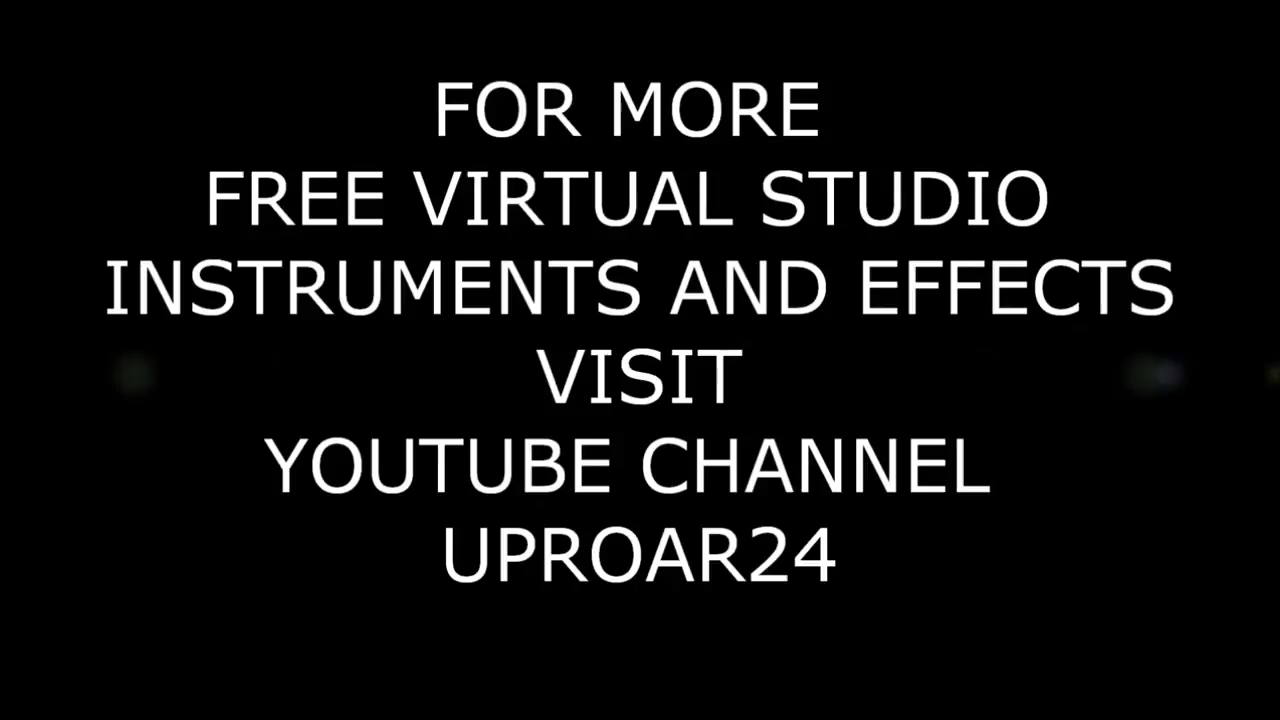 FOR MORE
FREE VIRTUAL STUDIO
INSTRUMENTS AND EFFECTS
VISIT
YOUTUBE CHANNEL
UPROAR24